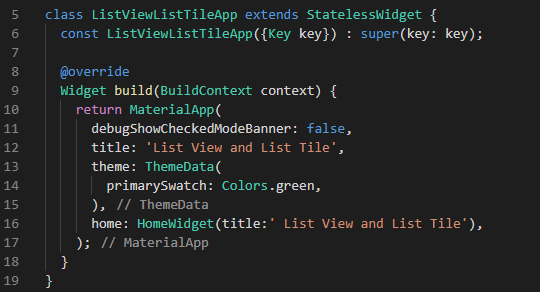 5 class ListViewListTileApp extends StatelessWidget {
6 const ListViewListTileApp({Key key}) : super(key: key);
7
8 @override
9 Widget build(BuildContext context) {
10 return MaterialApp(
11 debugShowCheckedModeBanner: false,
12 title: 'List View and List Tile',
13 theme: ThemeData(
14 primarySwatch: Colors.green,
15 ), // ThemeData
16 home: HomeWidget(title:' List View and List Tile'),
17 ); // MaterialApp
18 }
19 }